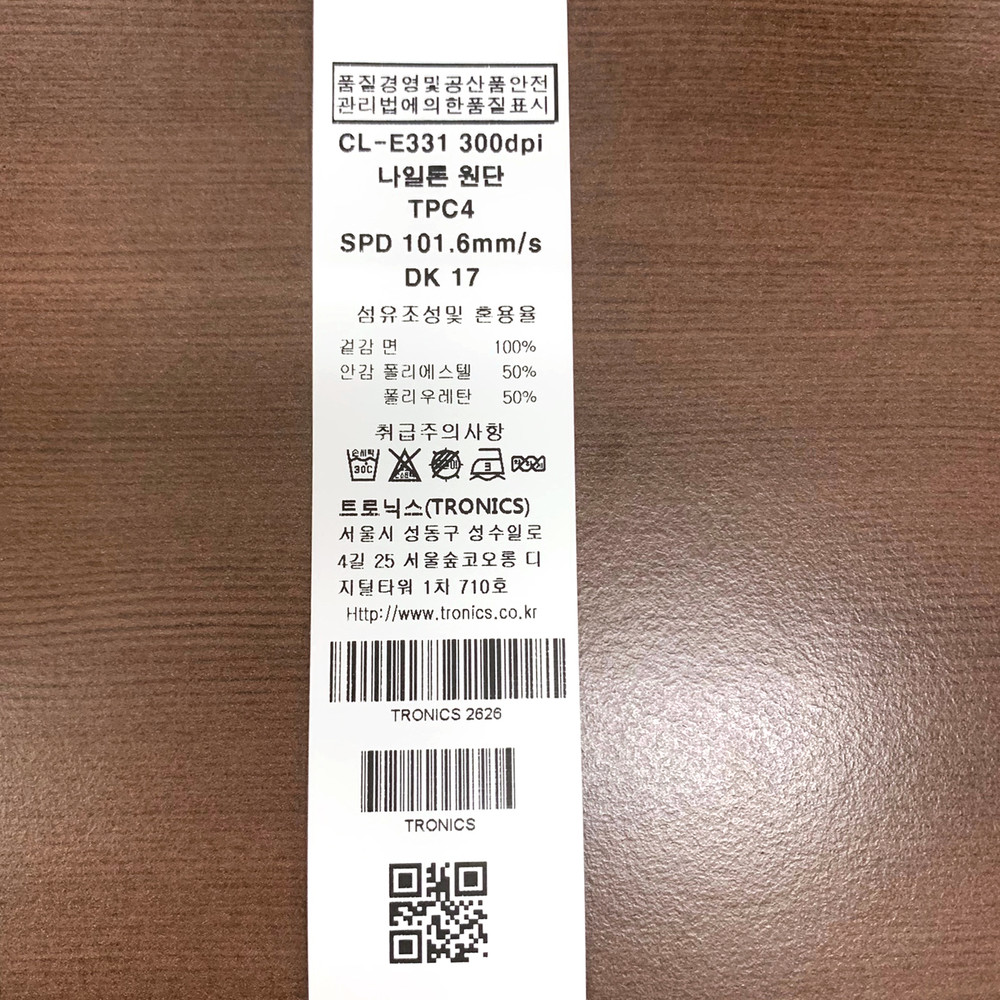 품질경영및공산품안전
관리법에의한품질표시
CL-E331 300dpi
나일론 원단
TPC4
SPD 101.6mm/s
DK 17
섬유조성및 혼용율
겉감 면 100%
안감 폴리에스텔 50%
폴리우레탄 50%
취급주의사항
손세탁
30C
3
트로닉스(TRONICS)
서울시 성동구 성수일로
4길 25 서울숲코오롱 디
지털타워 1차 710호
Http://www.tronics.co.kr
TRONICS 2626
TRONICS